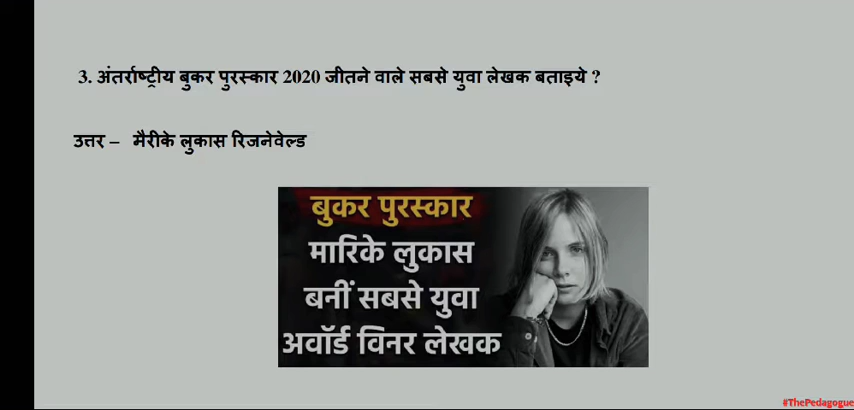 3. अंतर्राष्ट्रीय बुकर पुरस्कार 2020 जीतने वाले सबसे युवा लेखक बताइये ?
उत्तर – मैरीके लुकास रिजनेवेल्ड
बुकर पुरस्कार
मारिके लुकास
बनीं सबसे युवा
अवॉर्ड विनर लेखक
#ThePedagogue